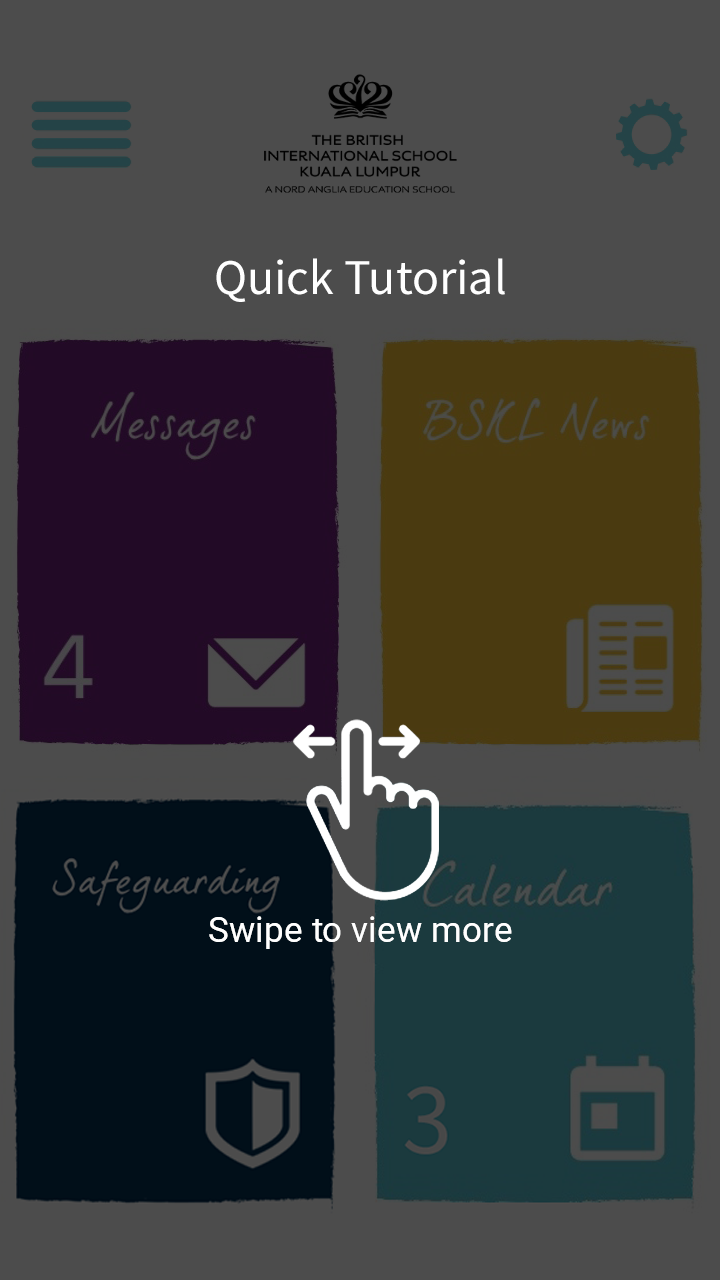 THE BRITISH
INTERNATIONAL SCHOOL
KUALA LUMPUR
A NORD ANGLIA EDUCATION SCHOOL
Quick Tutorial
Messages
BSKL News
4
Safeguarding
Calendar
Swipe to view more
3